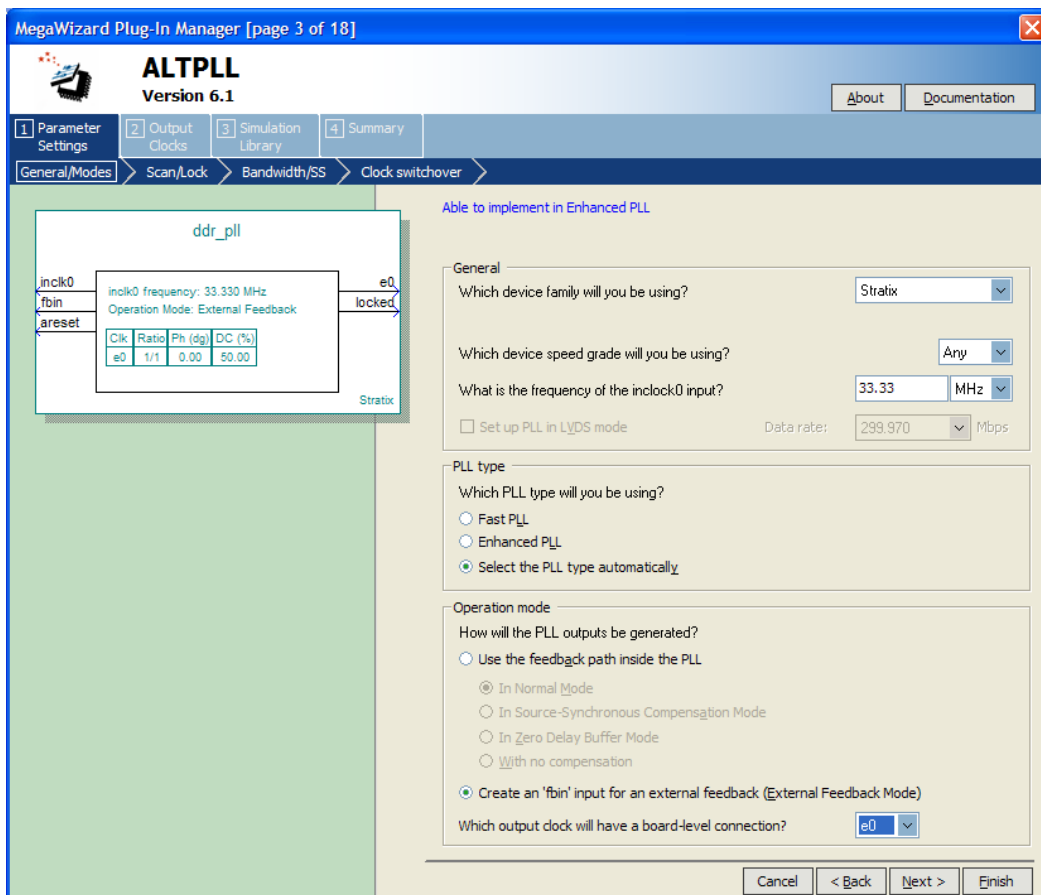 MegaWizard Plug-In Manager [page 3 of 18]
ALTPLL
Version 6.1
About
Documentation
1 Parameter Settings
2 Output Clocks
3 Simulation Library
4 Summary
General/Modes
Scan/Lock
Bandwidth/SS
Clock switchover
ddr_pll
inclk0
fbin
areset
e0
locked
inclk0 frequency: 33.330 MHz
Operation Mode: External Feedback
Clk Ratio Ph (dg) DC (%)
e0 1/1 0.00 50.00
Stratix
Able to implement in Enhanced PLL
General
Which device family will you be using? Stratix
Which device speed grade will you be using? Any
What is the frequency of the inclock0 input? 33.33 MHz
Set up PLL in LVDS mode Data rate: 299.970 Mbps
PLL type
Which PLL type will you be using?
Fast PLL
Enhanced PLL
Select the PLL type automatically
Operation mode
How will the PLL outputs be generated?
Use the feedback path inside the PLL
In Normal Mode
In Source-Synchronous Compensation Mode
In Zero Delay Buffer Mode
With no compensation
Create an 'fbin' input for an external feedback (External Feedback Mode)
Which output clock will have a board-level connection? e0
Cancel
< Back
Next >
Finish